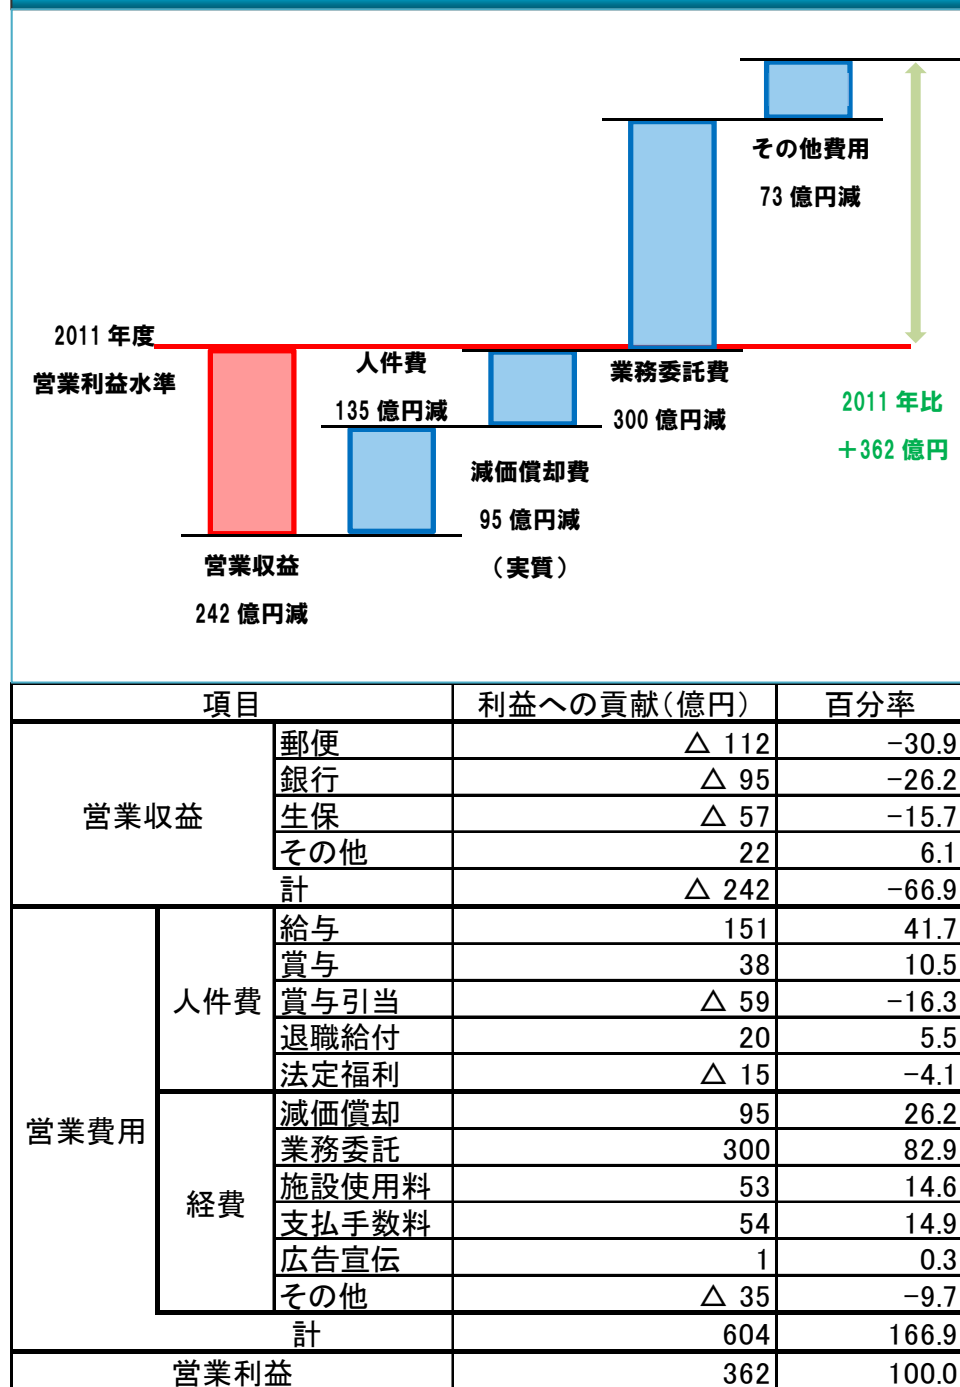 その他費用
73 億円減
2011 年度
営業利益水準
人件費
135 億円減
業務委託費
300 億円減
2011 年比
＋362 億円
減価償却費
95 億円減
（実質）
営業収益
242 億円減
項目 利益への貢献（億円） 百分率
営業収益
郵便 △ 112 -30.9
銀行 △ 95 -26.2
生保 △ 57 -15.7
その他 22 6.1
計 △ 242 -66.9
営業費用
人件費
給与 151 41.7
賞与 38 10.5
賞与引当 △ 59 -16.3
退職給付 20 5.5
法定福利 △ 15 -4.1
経費
減価償却 95 26.2
業務委託 300 82.9
施設使用料 53 14.6
支払手数料 54 14.9
広告宣伝 1 0.3
その他 △ 35 -9.7
計 604 166.9
営業利益 362 100.0